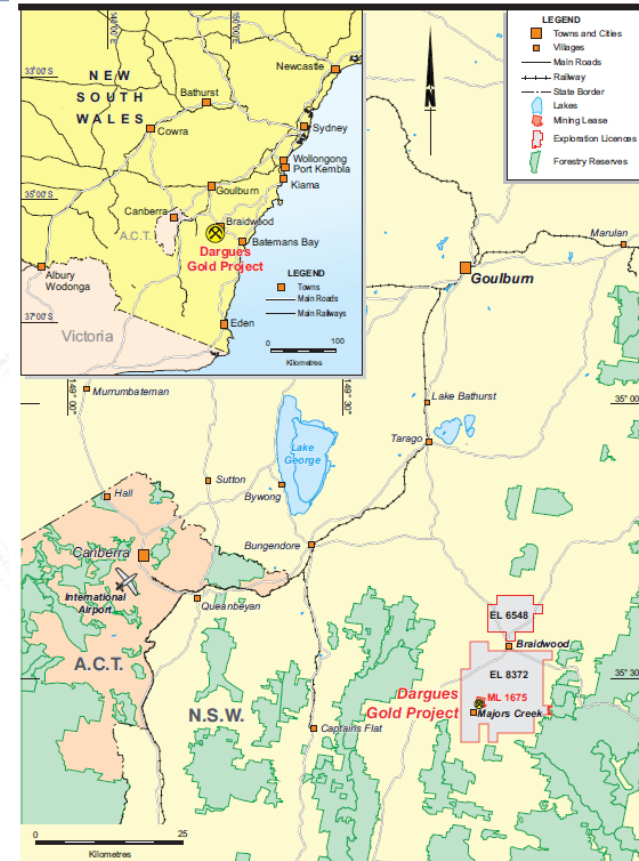 LEGEND
Towns and Cities
Villages
Main Roads
Railway
State Border
Lakes
Mining Lease
Exploration Licences
Forestry Reserves
N
148°00'E
150°00'E
33°00'S
35°00'S
37°00'S
NEW
SOUTH
WALES
Newcastle
Bathurst
Cowra
Sydney
Wollongong
Port Kembla
Kiama
Goulburn
Canberra
A.C.T.
Braidwood
Batemans Bay
Dargues
Gold Project
Albury
Wodonga
Victoria
Eden
LEGEND
Towns
Main Roads
Main Railways
0 100
Kilometres
Marulan
Goulburn
149° 00'
149° 30'
35° 00'
Murrumbateman
Lake Bathurst
Tarago
Lake
George
Sutton
Hall
Bywong
Bungendore
Canberra
International
Airport
Queanbeyan
A.C.T.
N.S.W.
EL 6548
Braidwood
EL 8372
35° 30'
ML 1675
Dargues
Gold Project
Majors Creek
Captains Flat
0 25
Kilometres